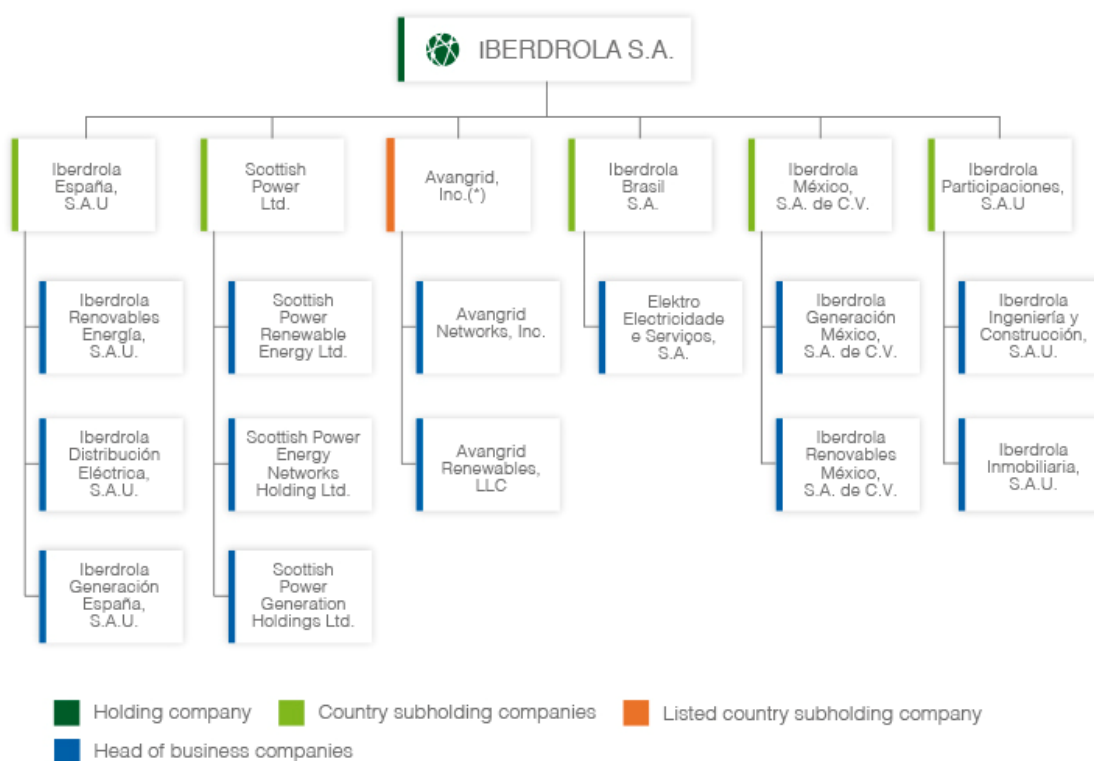 IBERDROLA S.A.
Iberdrola
España,
S.A.U
Scottish
Power
Ltd.
Avangrid,
Inc.(*)
Iberdrola
Brasil
S.A.
Iberdrola
México,
S.A. de C.V.
Iberdrola
Participaciones,
S.A.U
Iberdrola
Renovables
Energía,
S.A.U.
Scottish
Power
Renewable
Energy Ltd.
Avangrid
Networks, Inc.
Elektro
Electricidade
e Serviços,
S.A.
Iberdrola
Generación
México,
S.A. de C.V.
Iberdrola
Ingeniería y
Construcción,
S.A.U.
Iberdrola
Distribución
Eléctrica,
S.A.U.
Scottish Power
Energy
Networks
Holding Ltd.
Avangrid
Renewables,
LLC
Iberdrola
Renovables
México,
S.A. de C.V.
Iberdrola
Inmobiliaria,
S.A.U.
Iberdrola
Generación
España,
S.A.U.
Scottish
Power
Generation
Holdings Ltd.
Holding company
Country subholding companies
Listed country subholding company
Head of business companies